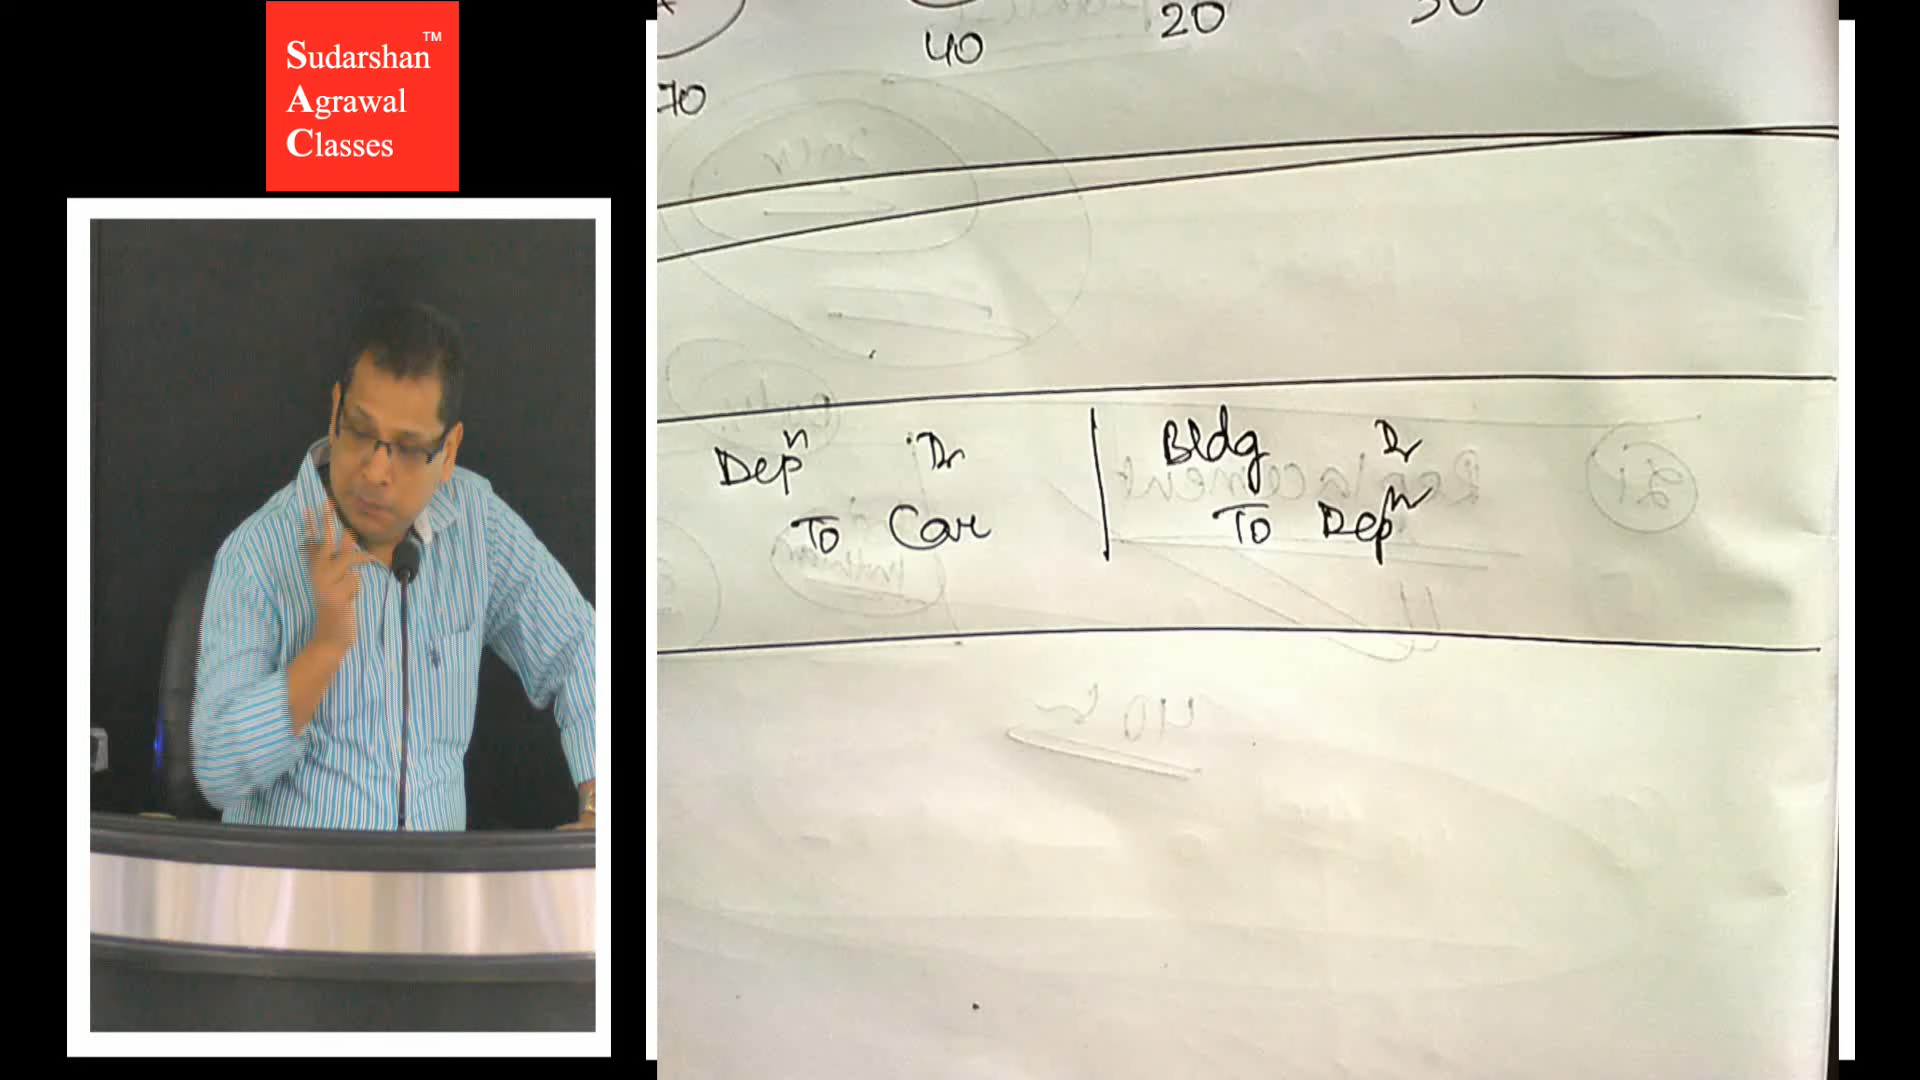 Sudarshan™
Agrawal
Classes
40
20
30
70
Depⁿ Dr
To Car
Bldg Dr
To Depⁿ